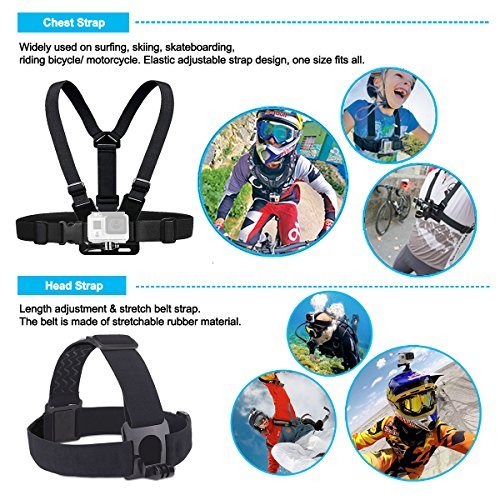 Chest Strap
Widely used on surfing, skiing, skateboarding,
riding bicycle/ motorcycle. Elastic adjustable strap design, one size fits all.
Head Strap
Length adjustment & stretch belt strap.
The belt is made of stretchable rubber material.